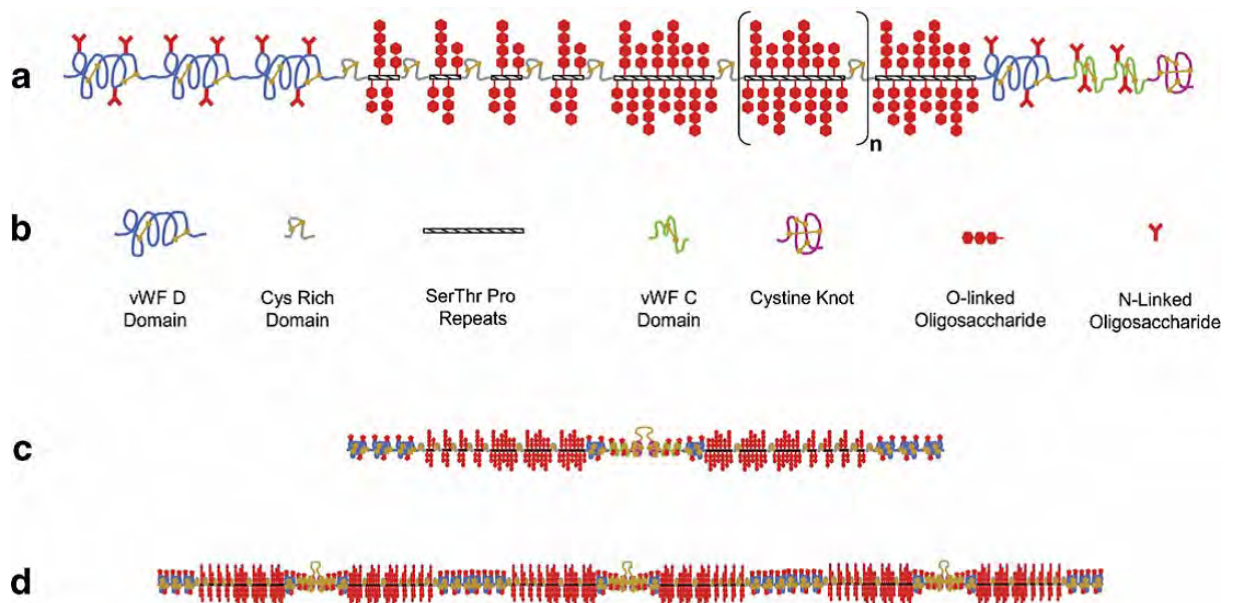 a
n
b
vWF D
Domain
Cys Rich
Domain
SerThr Pro
Repeats
vWF C
Domain
Cystine Knot
O-linked
Oligosaccharide
N-Linked
Oligosaccharide
c
d